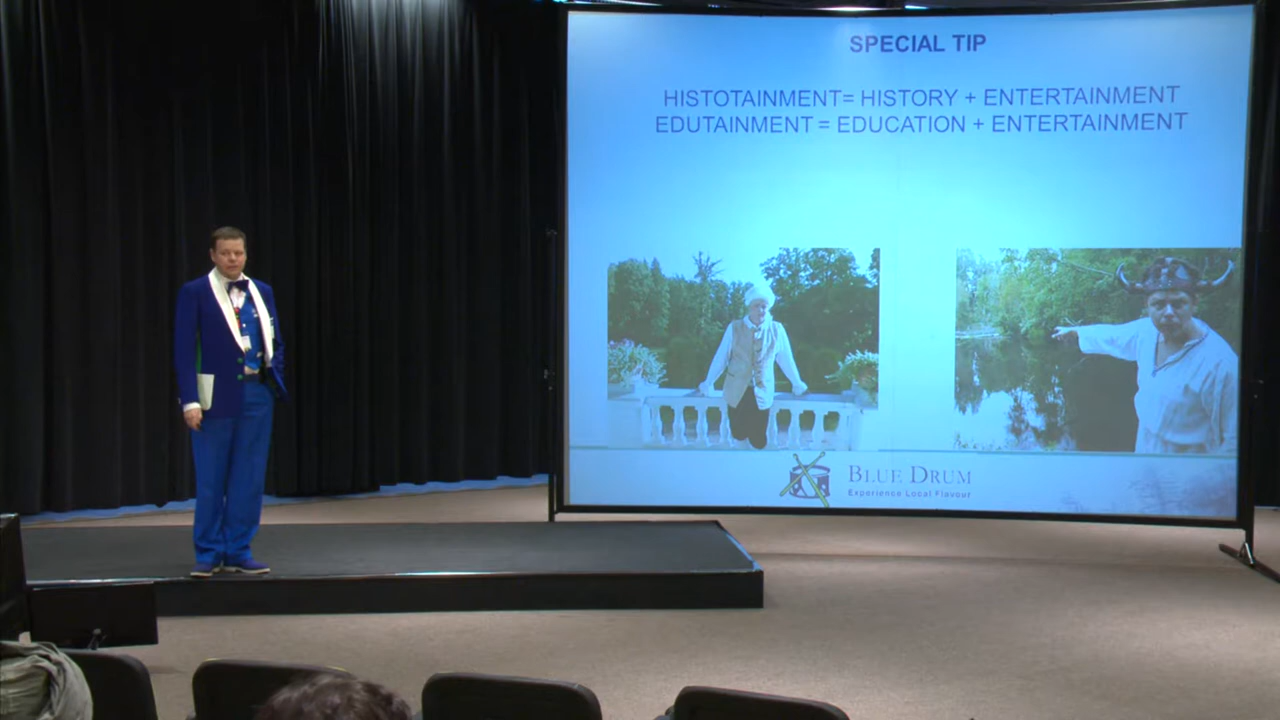 SPECIAL TIP
HISTOTAINMENT= HISTORY + ENTERTAINMENT
EDUTAINMENT = EDUCATION + ENTERTAINMENT
BLUE DRUM
Experience Local Flavour